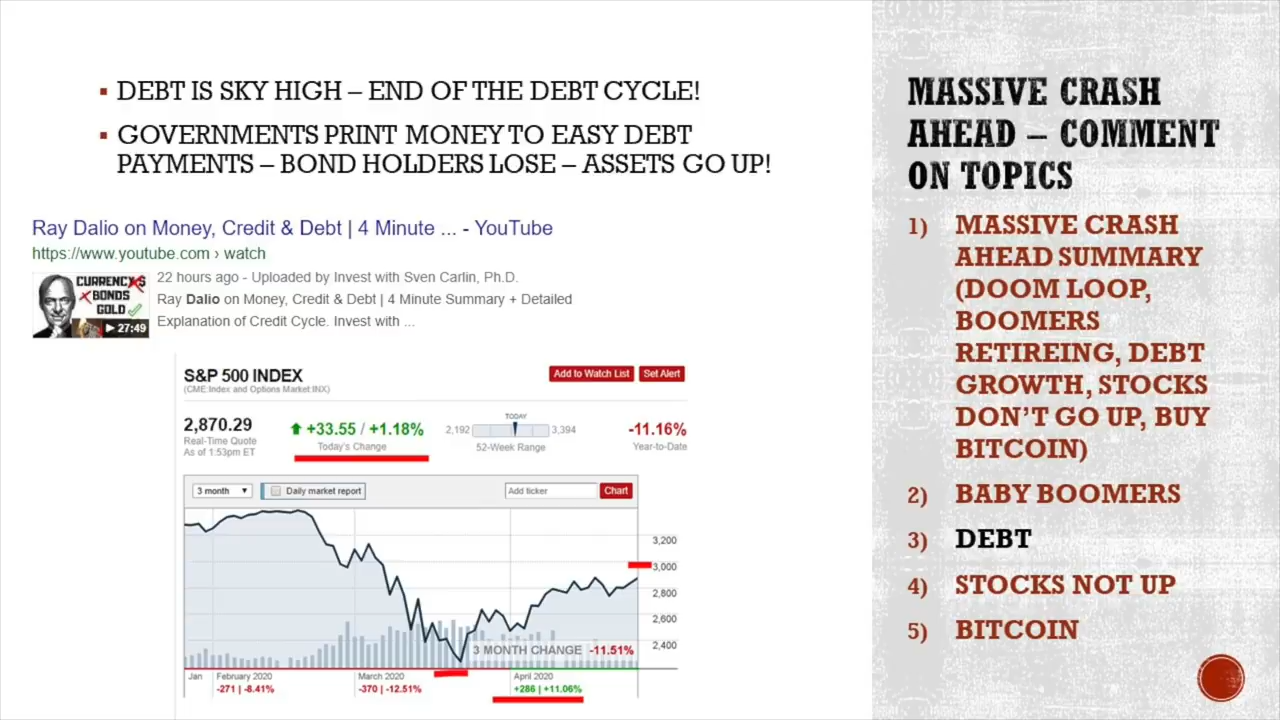 DEBT IS SKY HIGH – END OF THE DEBT CYCLE!
GOVERNMENTS PRINT MONEY TO EASY DEBT
PAYMENTS – BOND HOLDERS LOSE – ASSETS GO UP!
Ray Dalio on Money, Credit & Debt | 4 Minute ... - YouTube
https://www.youtube.com › watch
CURRENCY$
BONDS
GOLD
27:49
22 hours ago - Uploaded by Invest with Sven Carlin, Ph.D.
Ray Dalio on Money, Credit & Debt | 4 Minute Summary + Detailed
Explanation of Credit Cycle. Invest with ...
S&P 500 INDEX
(CME:Index and Options Market:INX)
Add to Watch List
Set Alert
2,870.29
Real-Time Quote
As of 1:53pm ET
+33.55 / +1.18%
Today's Change
TODAY
2,192
3,394
52-Week Range
-11.16%
Year-to-Date
3 month
Daily market report
Add ticker
Chart
3,200
3,000
2,800
2,600
2,400
3 MONTH CHANGE -11.51%
Jan
February 2020
-271 | -8.41%
March 2020
-370 | -12.51%
April 2020
+286 | +11.06%
MASSIVE CRASH
AHEAD – COMMENT
ON TOPICS
1) MASSIVE CRASH
AHEAD SUMMARY
(DOOM LOOP,
BOOMERS
RETIREING, DEBT
GROWTH, STOCKS
DON'T GO UP, BUY
BITCOIN)
2) BABY BOOMERS
3) DEBT
4) STOCKS NOT UP
5) BITCOIN